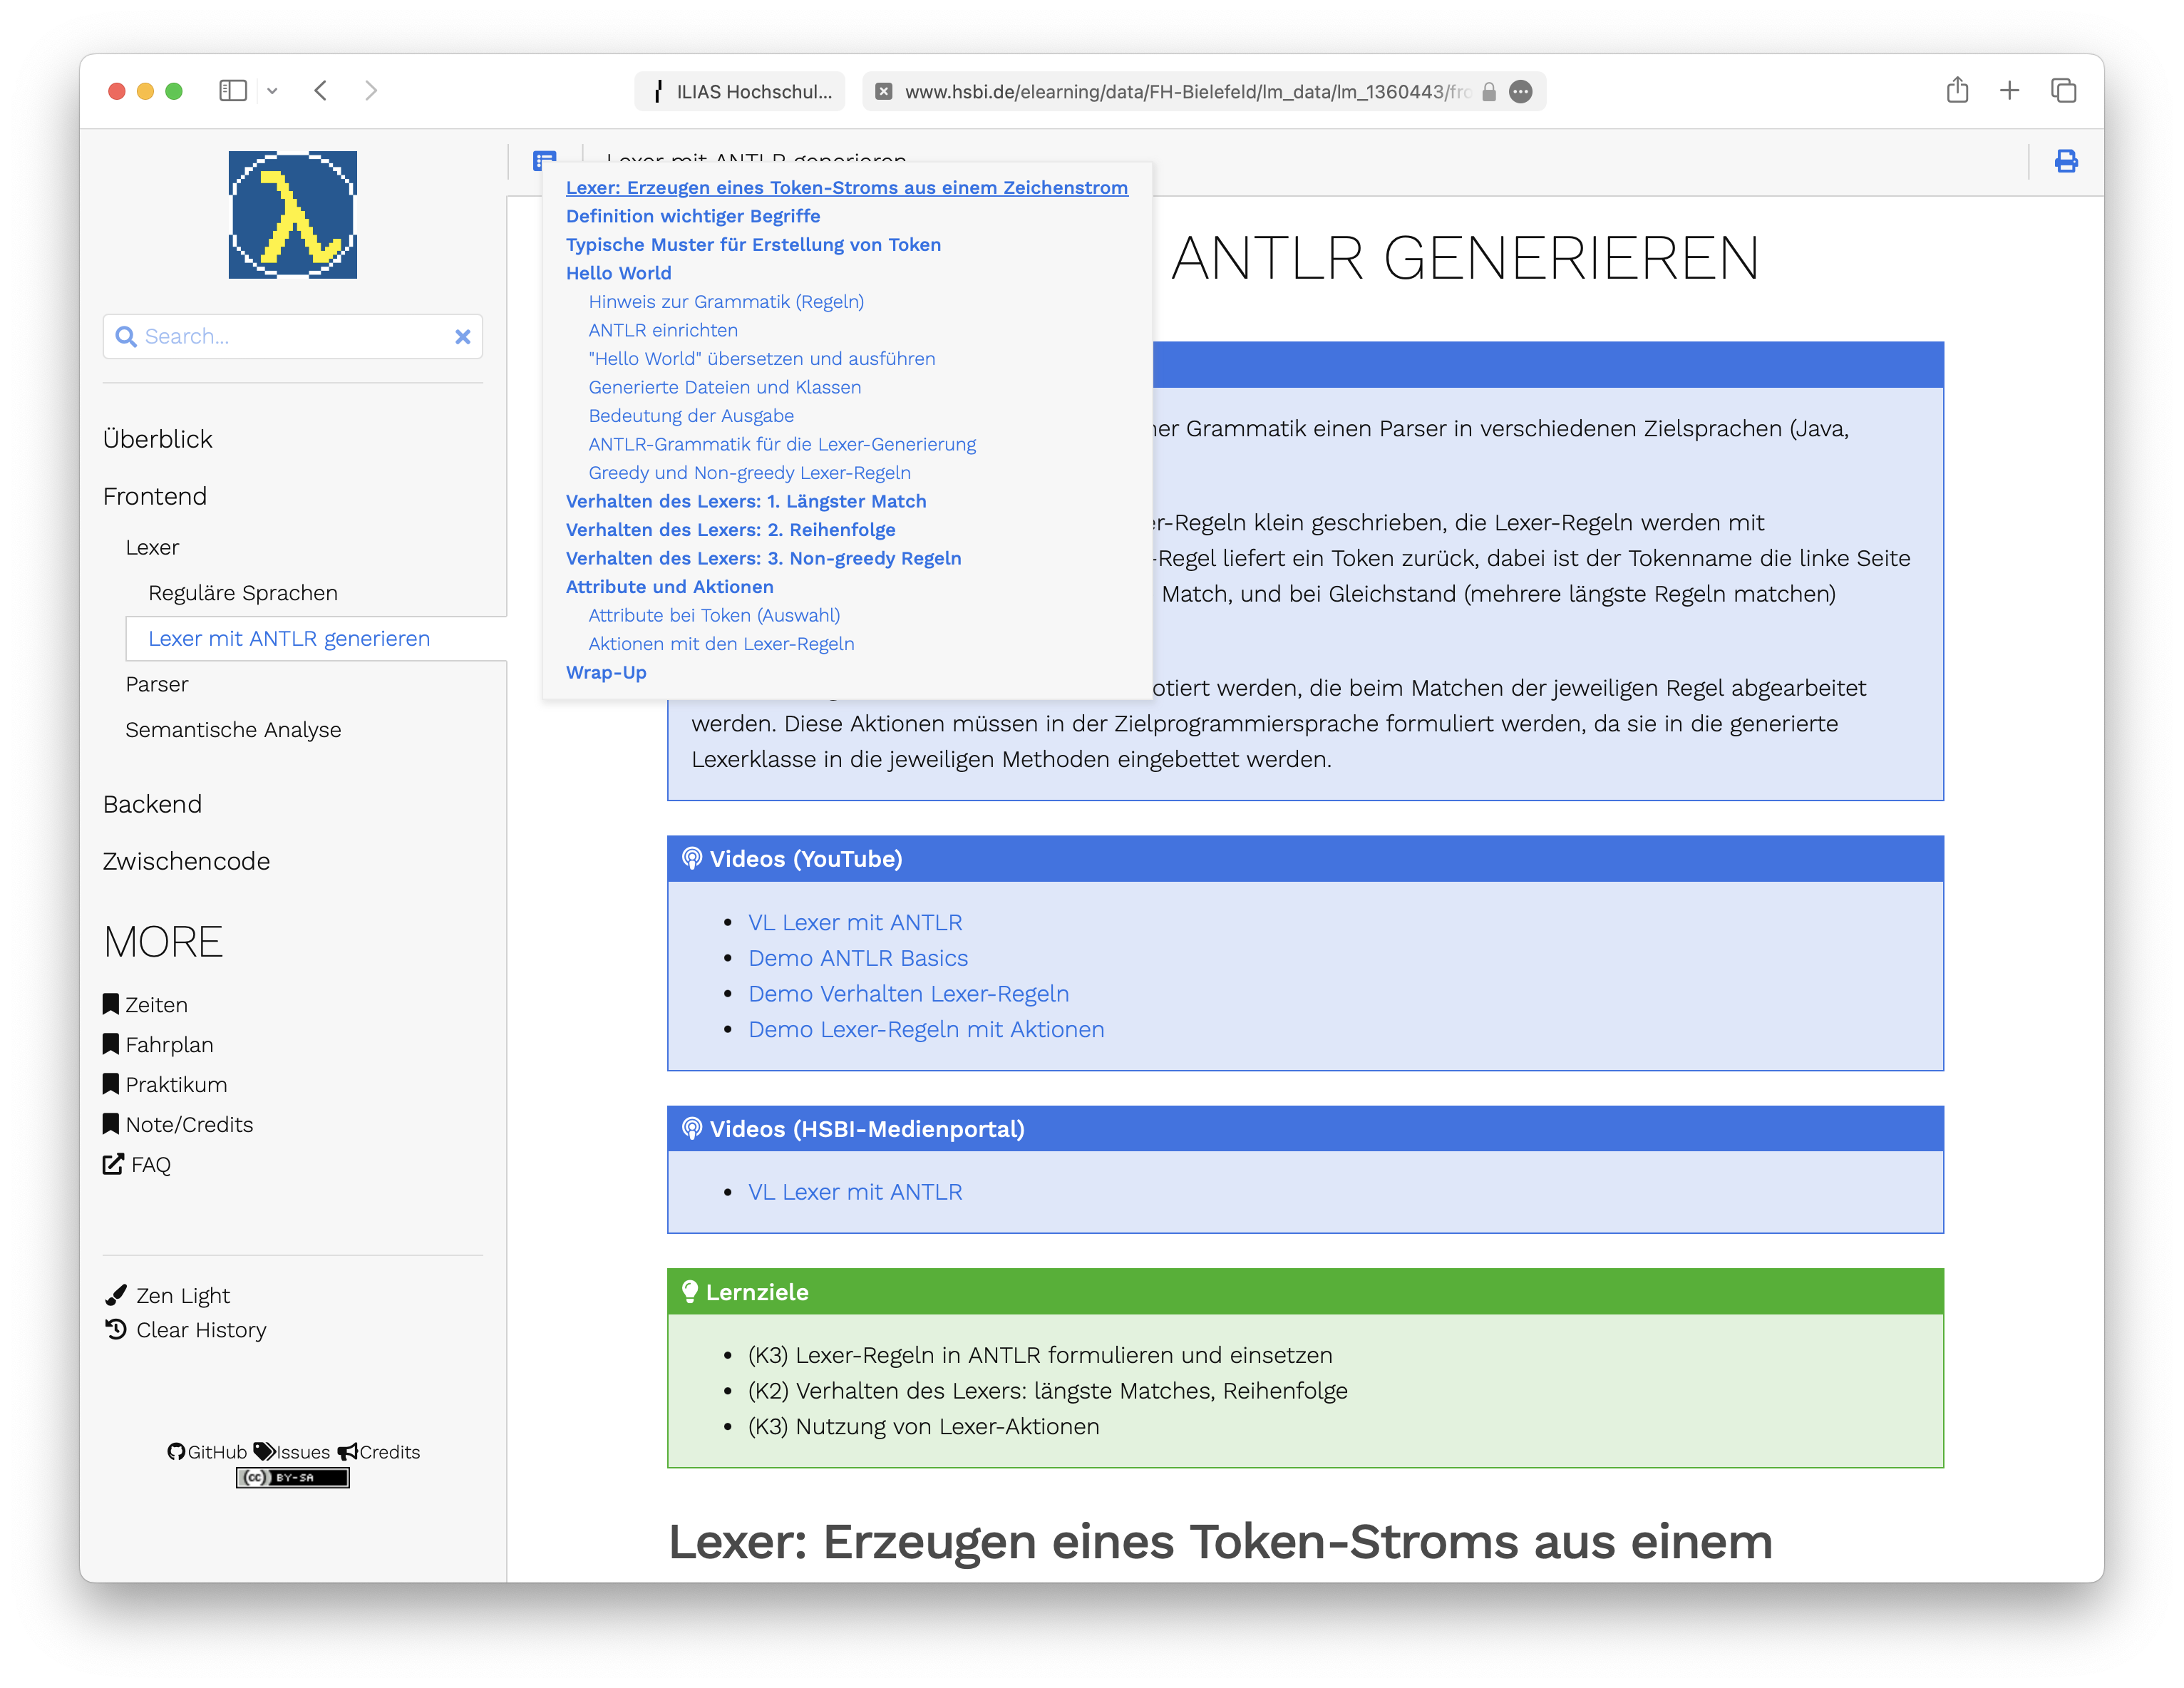 ILIAS Hochschul...
www.hsbi.de/elearning/data/FH-Bielefeld/lm_data/lm_1360443/fro
Search...
Überblick
Frontend
Lexer
Reguläre Sprachen
Lexer mit ANTLR generieren
Parser
Semantische Analyse
Backend
Zwischencode
MORE
Zeiten
Fahrplan
Praktikum
Note/Credits
FAQ
Zen Light
Clear History
GitHub Issues Credits
(cc) BY-SA
Lexer mit ANTLR generieren
Lexer: Erzeugen eines Token-Stroms aus einem Zeichenstrom
Definition wichtiger Begriffe
Typische Muster für Erstellung von Token
Hello World
Hinweis zur Grammatik (Regeln)
ANTLR einrichten
"Hello World" übersetzen und ausführen
Generierte Dateien und Klassen
Bedeutung der Ausgabe
ANTLR-Grammatik für die Lexer-Generierung
Greedy und Non-greedy Lexer-Regeln
Verhalten des Lexers: 1. Längster Match
Verhalten des Lexers: 2. Reihenfolge
Verhalten des Lexers: 3. Non-greedy Regeln
Attribute und Aktionen
Attribute bei Token (Auswahl)
Aktionen mit den Lexer-Regeln
Wrap-Up
ANTLR GENERIEREN
ner Grammatik einen Parser in verschiedenen Zielsprachen (Java,
er-Regeln klein geschrieben, die Lexer-Regeln werden mit
-Regel liefert ein Token zurück, dabei ist der Tokenname die linke Seite
Match, und bei Gleichstand (mehrere längste Regeln matchen)
otiert werden, die beim Matchen der jeweiligen Regel abgearbeitet
werden. Diese Aktionen müssen in der Zielprogrammiersprache formuliert werden, da sie in die generierte
Lexerklasse in die jeweiligen Methoden eingebettet werden.
Videos (YouTube)
• VL Lexer mit ANTLR
• Demo ANTLR Basics
• Demo Verhalten Lexer-Regeln
• Demo Lexer-Regeln mit Aktionen
Videos (HSBI-Medienportal)
• VL Lexer mit ANTLR
Lernziele
• (K3) Lexer-Regeln in ANTLR formulieren und einsetzen
• (K2) Verhalten des Lexers: längste Matches, Reihenfolge
• (K3) Nutzung von Lexer-Aktionen
Lexer: Erzeugen eines Token-Stroms aus einem